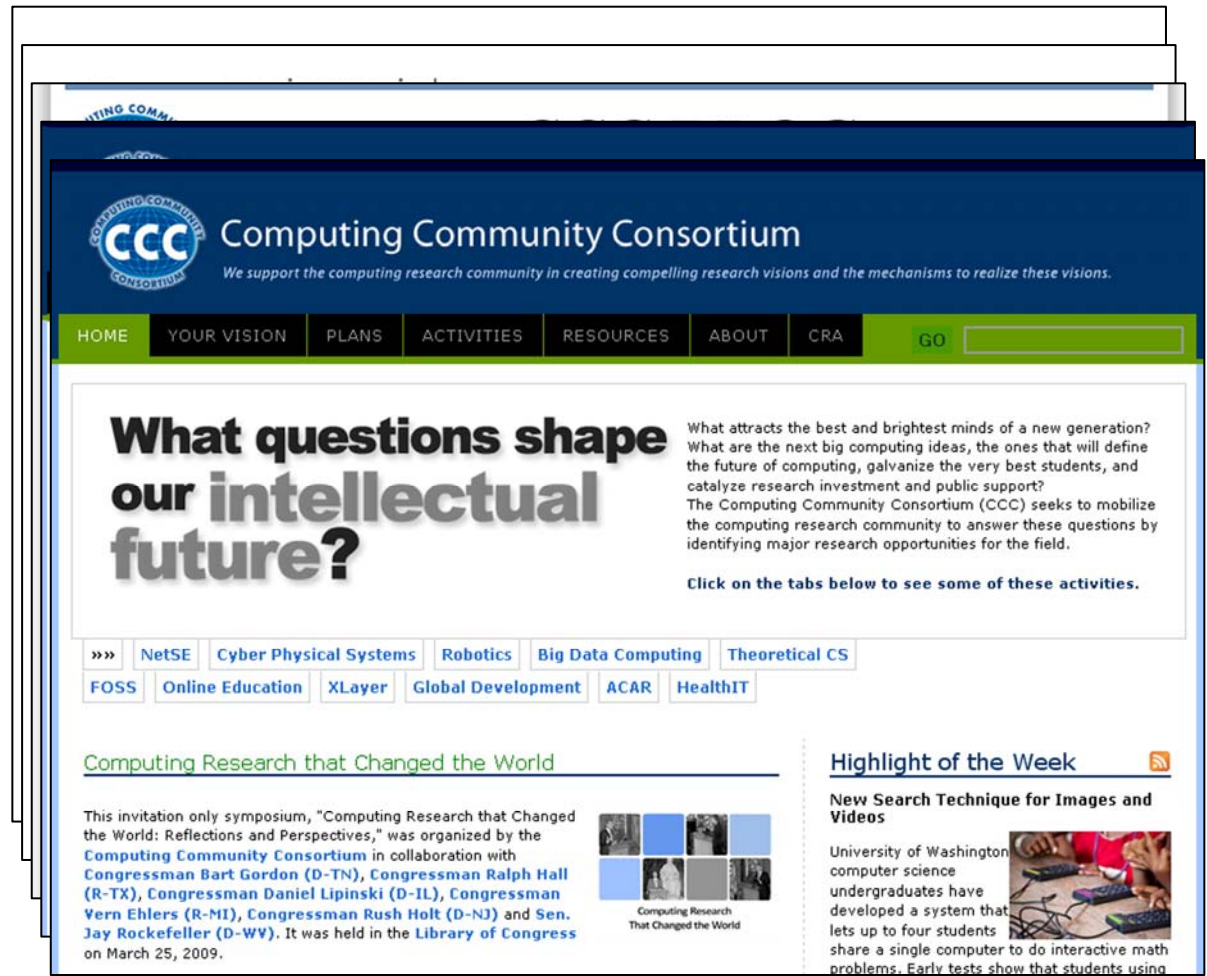 COMPUTING COMMUNITY
CCC
CONSORTIUM
Computing Community Consortium
We support the computing research community in creating compelling research visions and the mechanisms to realize these visions.
HOME YOUR VISION PLANS ACTIVITIES RESOURCES ABOUT CRA GO
What questions shape
our intellectual
future?
What attracts the best and brightest minds of a new generation?
What are the next big computing ideas, the ones that will define
the future of computing, galvanize the very best students, and
catalyze research investment and public support?
The Computing Community Consortium (CCC) seeks to mobilize
the computing research community to answer these questions by
identifying major research opportunities for the field.
Click on the tabs below to see some of these activities.
»» NetSE Cyber Physical Systems Robotics Big Data Computing Theoretical CS
FOSS Online Education XLayer Global Development ACAR HealthIT
Computing Research that Changed the World
This invitation only symposium, "Computing Research that Changed
the World: Reflections and Perspectives," was organized by the
Computing Community Consortium in collaboration with
Congressman Bart Gordon (D-TN), Congressman Ralph Hall
(R-TX), Congressman Daniel Lipinski (D-IL), Congressman
Vern Ehlers (R-MI), Congressman Rush Holt (D-NJ) and Sen.
Jay Rockefeller (D-WV). It was held in the Library of Congress
on March 25, 2009.
Computing Research
That Changed the World
Highlight of the Week
New Search Technique for Images and
Videos
University of Washington
computer science
undergraduates have
developed a system that
lets up to four students
share a single computer to do interactive math
problems. Early tests show that students using